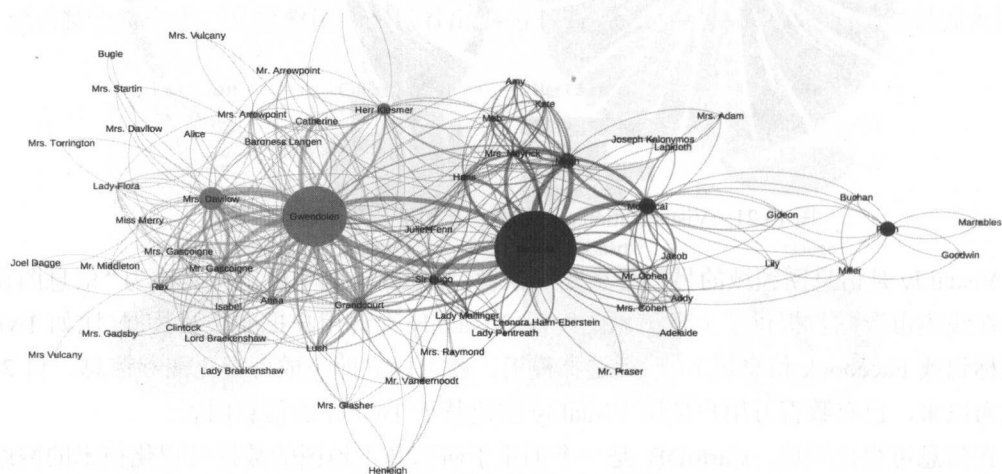 Mrs. Vulcany
Bugle
Mr. Arrowpoint
Mrs. Startin
Amy
Kate
Herr Klesmer
Mrs. Arrowpoint
Catherine
Mab
Mrs. Adam
Mrs. Davilow
Alice
Baroness Langen
Joseph Kalonymos
Lapidoth
Mrs. Torrington
Mrs. Meyrick
Hans
Lady Flora
Mrs. Davilow
Gwendolen
Mordecai
Buchan
Gideon
Miss Merry
Juliet Fenn
Marrables
Mrs. Gascoigne
Jacob
Goodwin
Joel Dagge
Mr. Middleton
Mr. Gascoigne
Lily
Miller
Rex
Sir Hugo
Mr. Cohen
Isabel
Anna
Grandcourt
Addy
Mrs. Cohen
Lady Mallinger
Leonora Halm-Eberstein
Mrs. Gadsby
Clintock
Lord Brackenshaw
Lady Pentreath
Adelaide
Lush
Mrs Vulcany
Mrs. Raymond
Lady Brackenshaw
Mr. Vandernoodt
Mr. Fraser
Mrs. Glasher
Henleigh